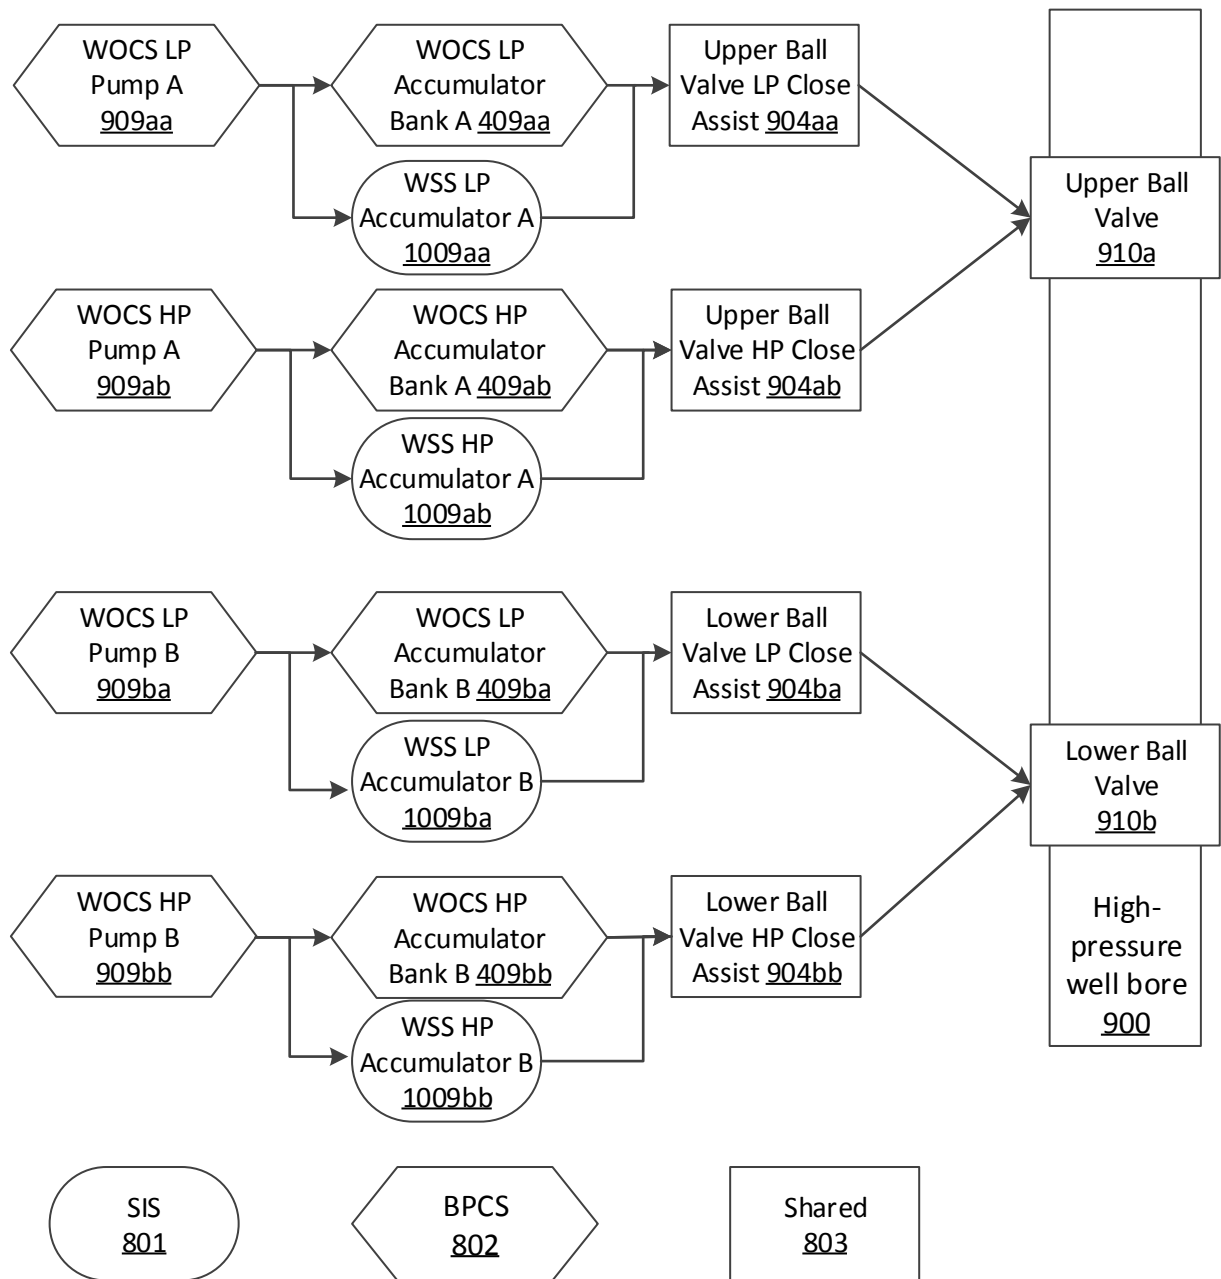 WOCS LP
Pump A
909aa
WOCS LP
Accumulator
Bank A 409aa
Upper Ball
Valve LP Close
Assist 904aa
WSS LP
Accumulator A
1009aa
Upper Ball
Valve
910a
WOCS HP
Pump A
909ab
WOCS HP
Accumulator
Bank A 409ab
Upper Ball
Valve HP Close
Assist 904ab
WSS HP
Accumulator A
1009ab
WOCS LP
Pump B
909ba
WOCS LP
Accumulator
Bank B 409ba
Lower Ball
Valve LP Close
Assist 904ba
WSS LP
Accumulator B
1009ba
Lower Ball
Valve
910b
WOCS HP
Pump B
909bb
WOCS HP
Accumulator
Bank B 409bb
Lower Ball
Valve HP Close
Assist 904bb
WSS HP
Accumulator B
1009bb
High-
pressure
well bore
900
SIS
801
BPCS
802
Shared
803